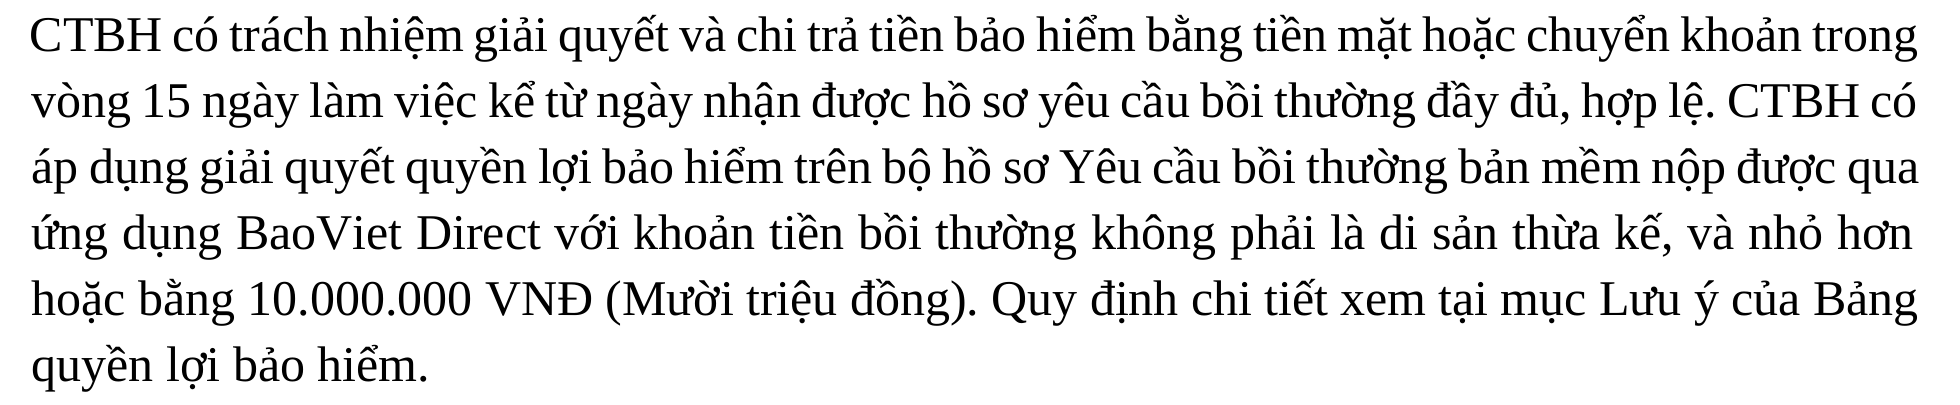 CTBH có trách nhiệm giải quyết và chi trả tiền bảo hiểm bằng tiền mặt hoặc chuyển khoản trong
vòng 15 ngày làm việc kể từ ngày nhận được hồ sơ yêu cầu bồi thường đầy đủ, hợp lệ. CTBH có
áp dụng giải quyết quyền lợi bảo hiểm trên bộ hồ sơ Yêu cầu bồi thường bản mềm nộp được qua
ứng dụng BaoViet Direct với khoản tiền bồi thường không phải là di sản thừa kế, và nhỏ hơn
hoặc bằng 10.000.000 VNĐ (Mười triệu đồng). Quy định chi tiết xem tại mục Lưu ý của Bảng
quyền lợi bảo hiểm.